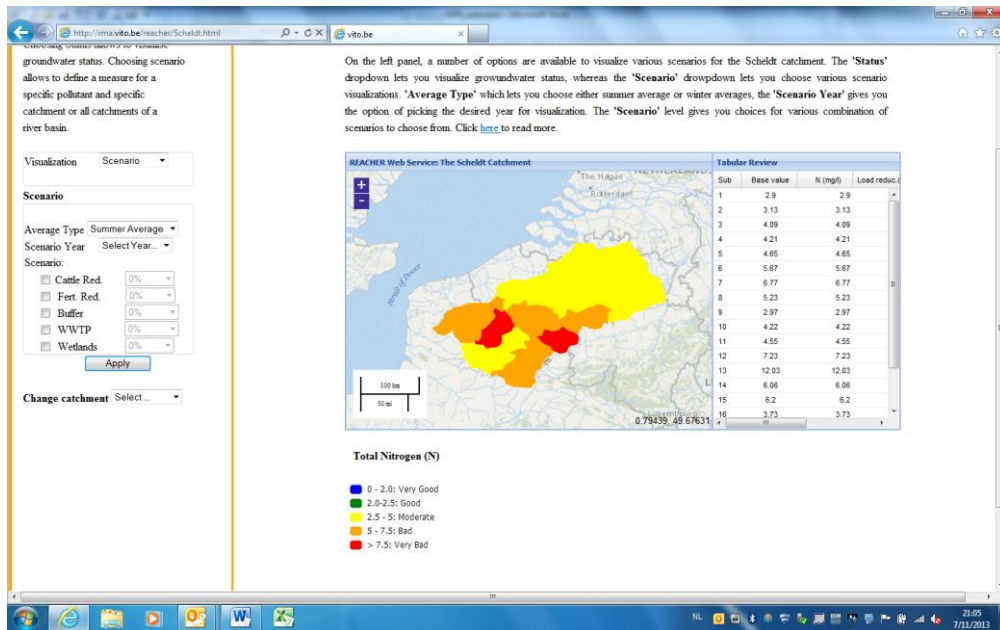 http://rma.vito.be/reacher/Scheldt.html
vito.be
groundwater status. Choosing scenario
allows to define a measure for a
specific pollutant and specific
catchment or all catchments of a
river basin.
Visualization Scenario
Scenario
Average Type Summer Average
Scenario Year Select Year...
Scenario:
Cattle Red. 0%
Fert. Red. 0%
Buffer 0%
WWTP 0%
Wetlands 0%
Apply
Change catchment Select...
On the left panel, a number of options are available to visualize various scenarios for the Scheldt catchment. The 'Status'
dropdown lets you visualize growundwater status, whereas the 'Scenario' drowpdown lets you choose various scenario
visualizations. 'Average Type' which lets you choose either summer average or winter averages, the 'Scenario Year' gives you
the option of picking the desired year for visualization. The 'Scenario' level gives you choices for various combination of
scenarios to choose from. Click here to read more.
REACHER Web Service: The Scheldt Catchment
+
-
The Hague
NETHERLANDS
Rotterdam
Strait of Dover
Luxembourg
100 km
50 mi
0.79439, 49.67631
Tabular Review
Sub Base value N (mg/l) Load reduc.(
1 2.9 2.9
2 3.13 3.13
3 4.09 4.09
4 4.21 4.21
5 4.65 4.65
6 5.67 5.67
7 6.77 6.77
8 5.23 5.23
9 2.97 2.97
10 4.22 4.22
11 4.55 4.55
12 7.23 7.23
13 12.03 12.03
14 6.06 6.06
15 6.2 6.2
16 3.73 3.73
Total Nitrogen (N)
0 - 2.0: Very Good
2.0-2.5: Good
2.5 - 5: Moderate
5 - 7.5: Bad
> 7.5: Very Bad
NL
21:05
7/11/2013